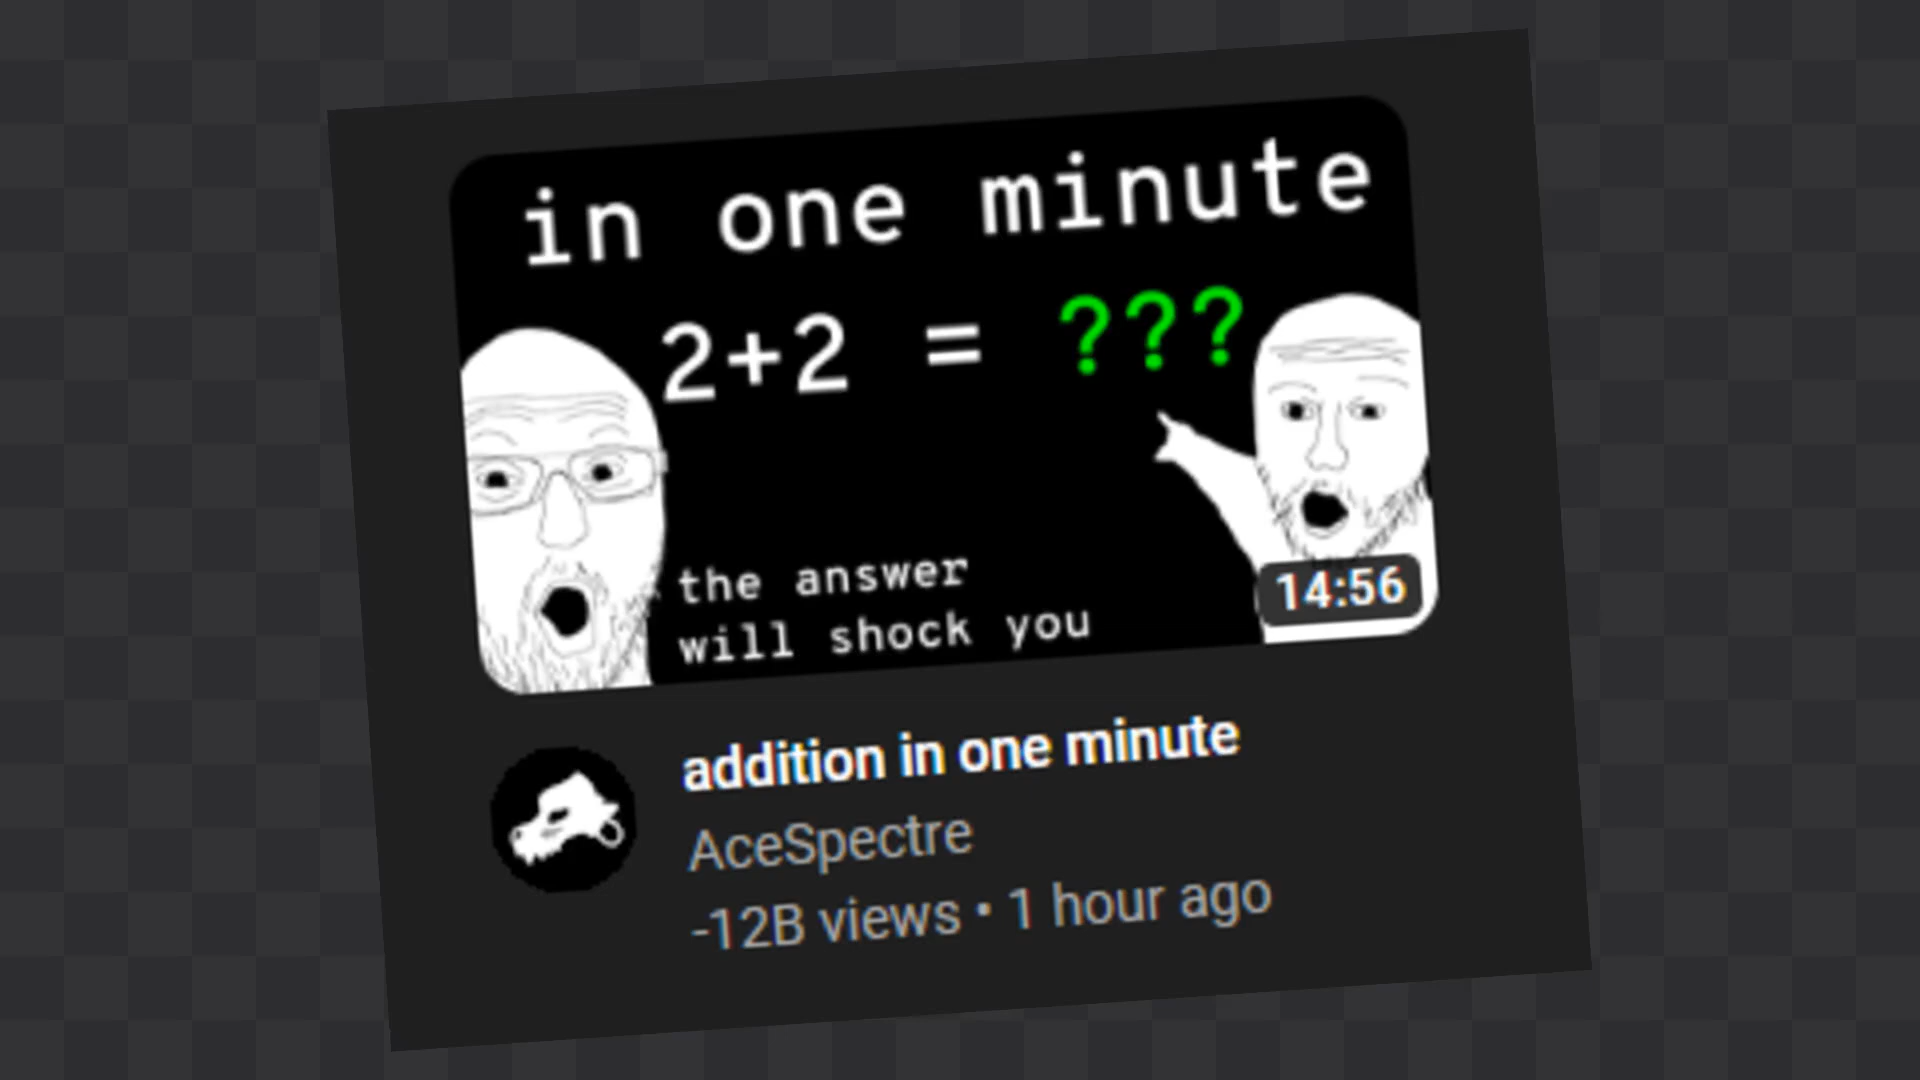 in one minute
2+2 = ???
the answer
will shock you
14:56
addition in one minute
AceSpectre
-12B views • 1 hour ago